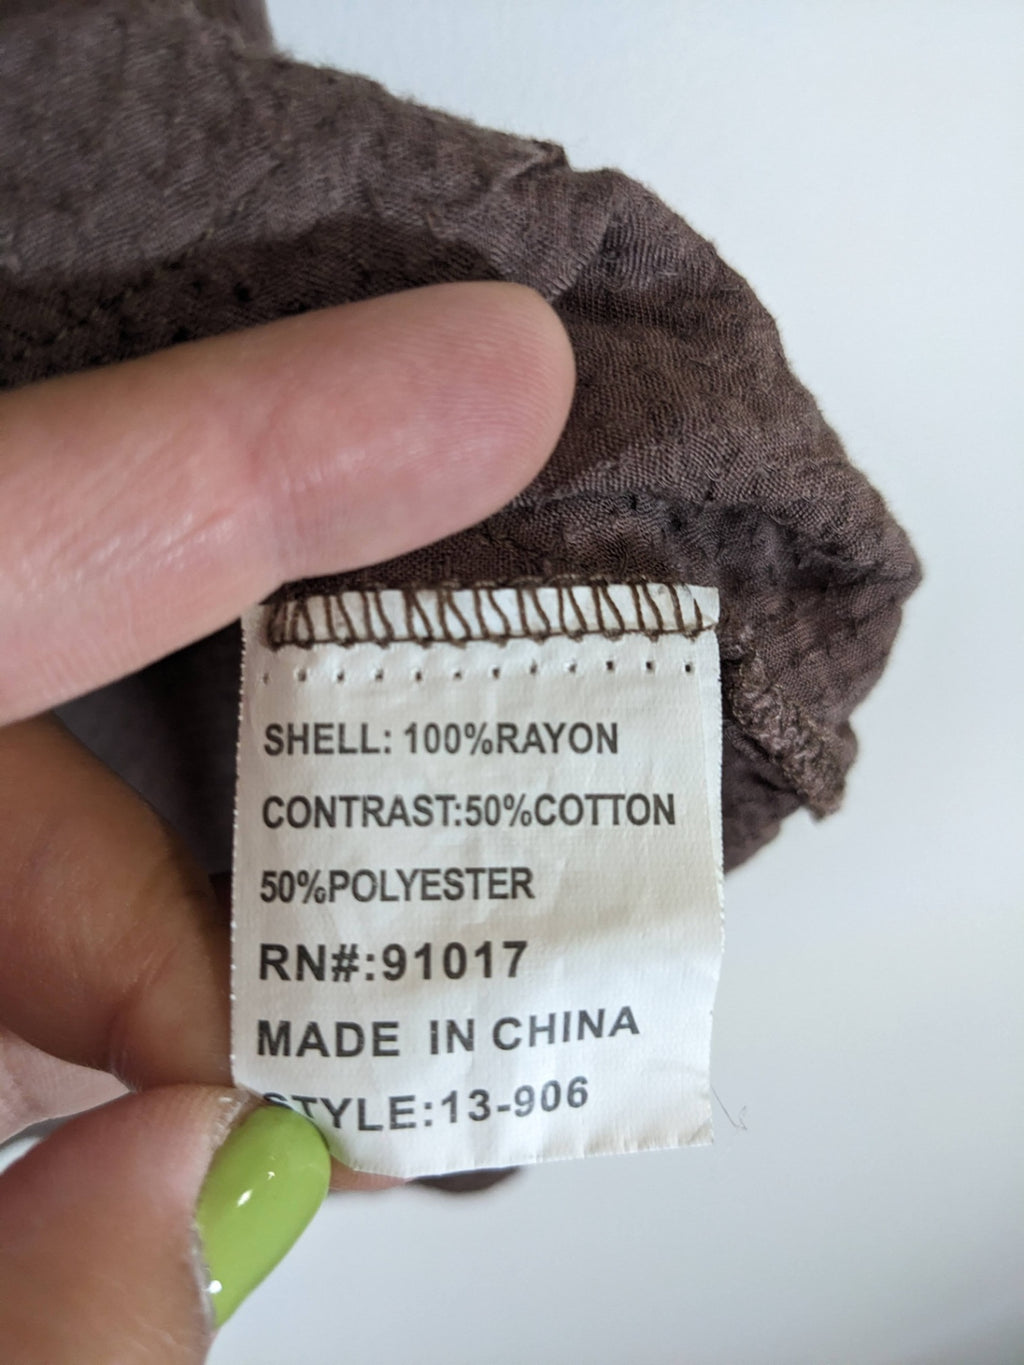 SHELL: 100%RAYON
CONTRAST:50%COTTON
50%POLYESTER
RN#:91017
MADE IN CHINA
STYLE:13-906